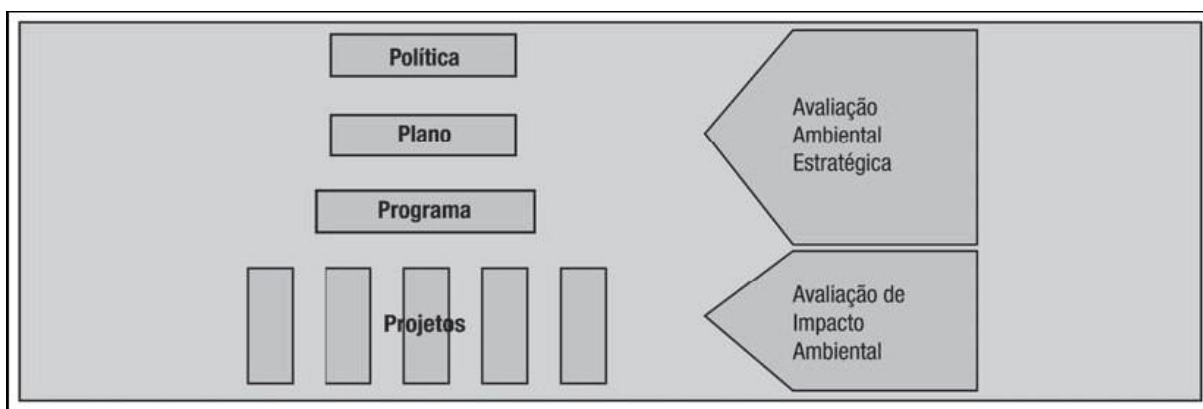 Política
Plano
Programa
Projetos
Avaliação
Ambiental
Estratégica
Avaliação de
Impacto
Ambiental